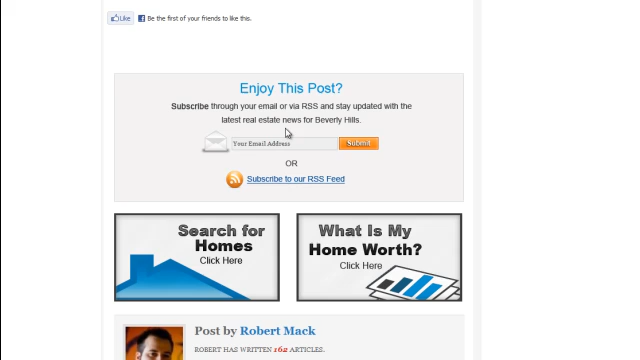 Like Be the first of your friends to like this.
Enjoy This Post?
Subscribe through your email or via RSS and stay updated with the
latest real estate news for Beverly Hills.
Your Email Address Submit
OR
Subscribe to our RSS Feed
Search for
Homes
Click Here
What Is My
Home Worth?
Click Here
Post by Robert Mack
ROBERT HAS WRITTEN 162 ARTICLES.